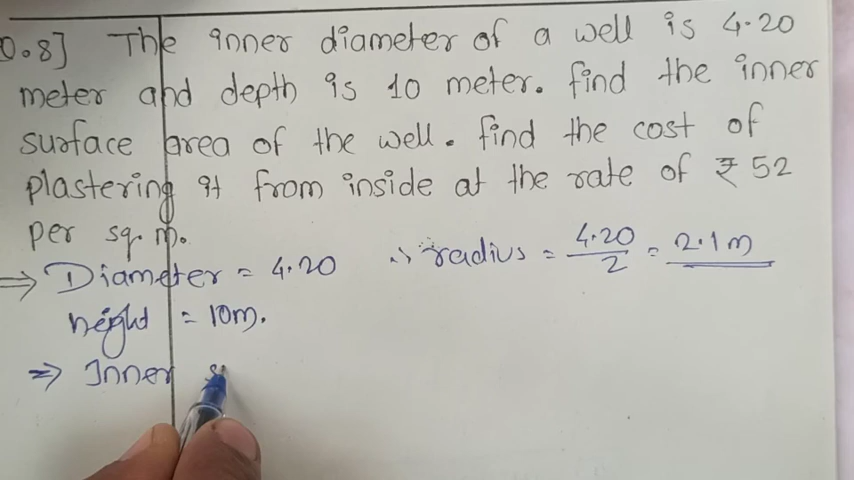 Q.8] The inner diameter of a well is 4.20
meter and depth is 10 meter. find the inner
surface area of the well. find the cost of
plastering it from inside at the rate of ₹ 52
per sq. m.
⇒ Diameter = 4.20 ∴ radius = 4.20/2 = 2.1 m
height = 10m.
⇒ Inner s